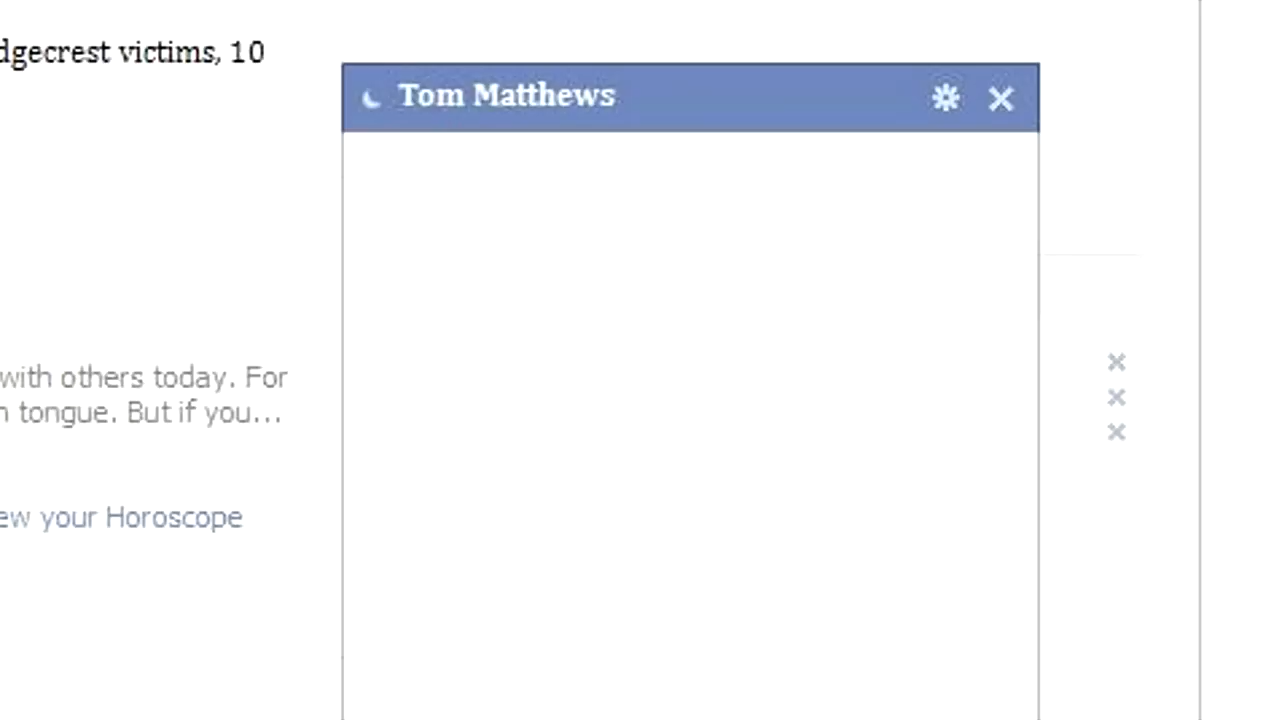 dgecrest victims, 10
Tom Matthews
with others today. For
tongue. But if you...
ew your Horoscope